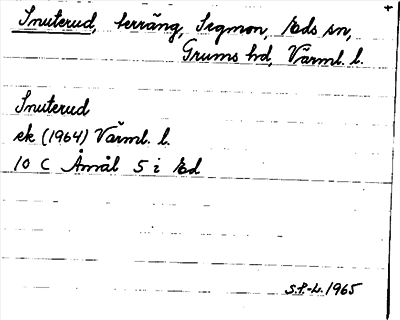 Snuterud, terräng, Segmon, Eds sn,
Grums hd, Värml. l.
Snuterud
ek (1964) Värml. l.
10 C Åmål 5 i Ed
S.P.-L. 1965